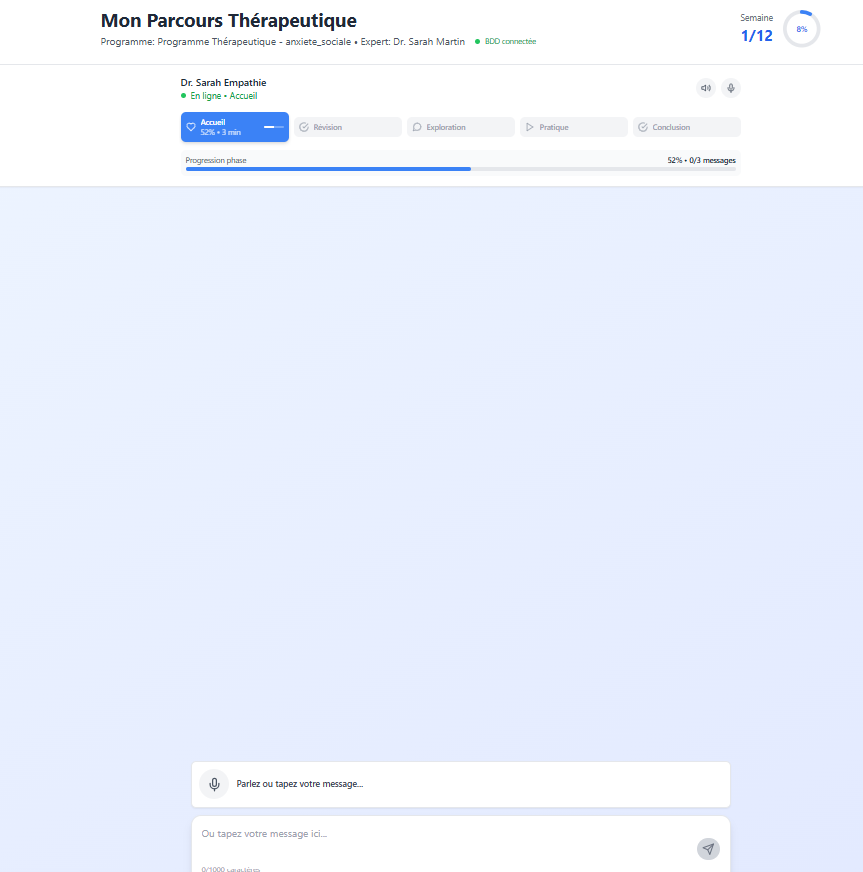 Mon Parcours Thérapeutique
Programme: Programme Thérapeutique - anxiete_sociale • Expert: Dr. Sarah Martin
BDD connectée
Semaine
1/12
8%
Dr. Sarah Empathie
En ligne • Accueil
Accueil
52% • 3 min
Révision
Exploration
Pratique
Conclusion
Progression phase
52% • 0/3 messages
Parlez ou tapez votre message...
Ou tapez votre message ici...
0/1000 caractères